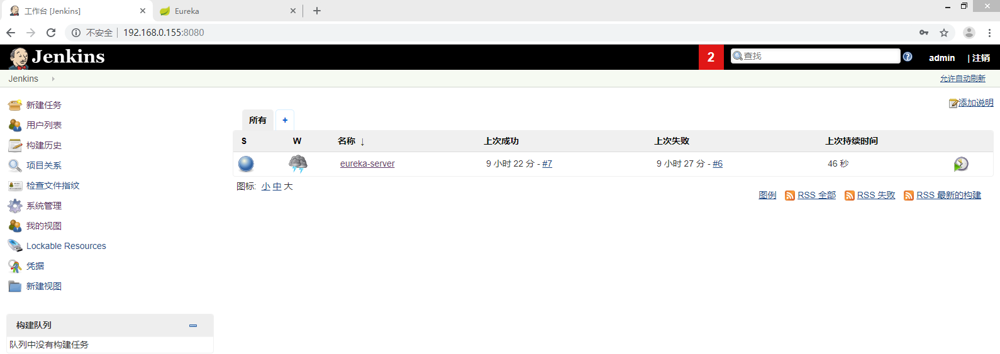 工作台 [Jenkins]
Eureka
不安全 192.168.0.155:8080
Jenkins
2
查找
admin
| 注销
Jenkins
允许自动刷新
新建任务
用户列表
构建历史
项目关系
检查文件指纹
系统管理
我的视图
Lockable Resources
凭据
新建视图
构建队列
队列中没有构建任务
添加说明
所有 +
S W 名称 ↓ 上次成功 上次失败 上次持续时间
eureka-server 9 小时 22 分 - #7 9 小时 27 分 - #6 46 秒
图标: 小 中 大
图例 RSS 全部 RSS 失败 RSS 最新的构建